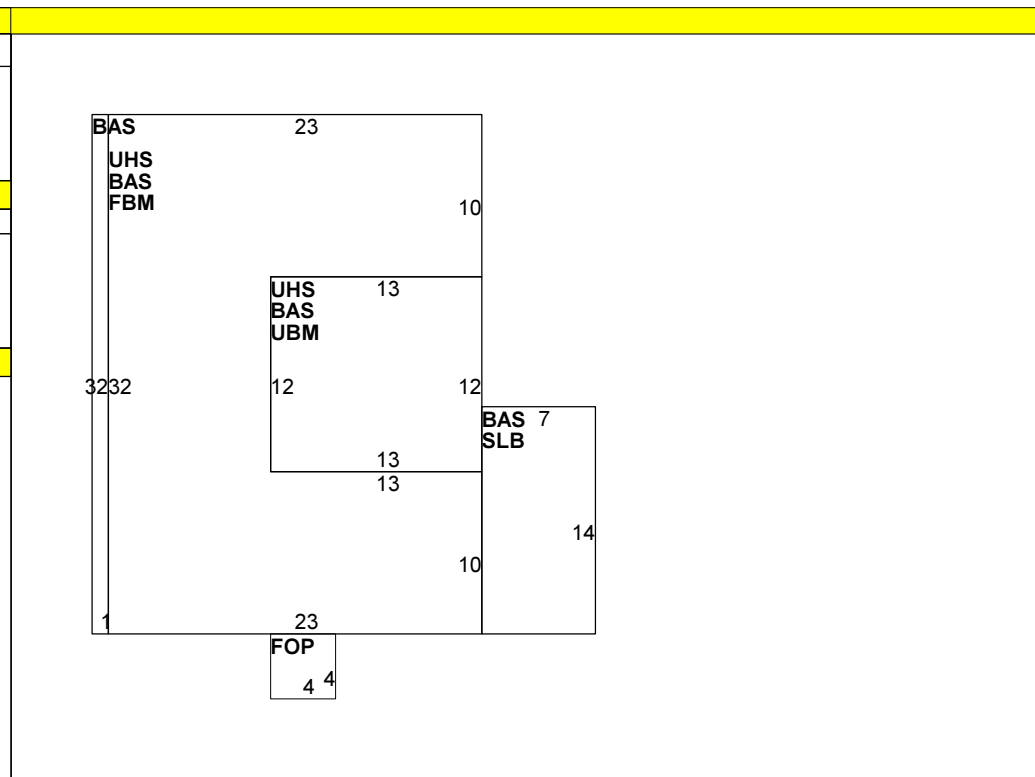 BAS 23
UHS
BAS
FBM
10
UHS 13
BAS
UBM
32 32 12 12
BAS 7
SLB
13
13
14
10
1 23
FOP
4 4